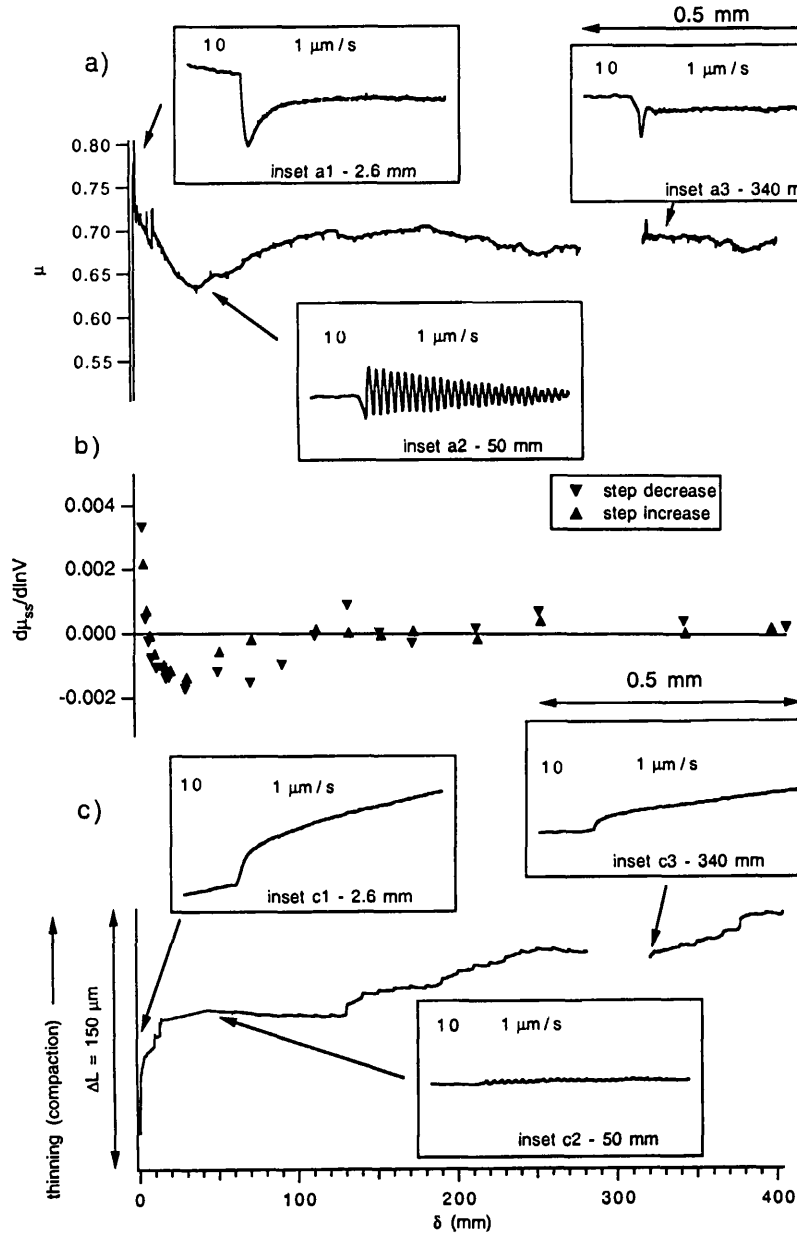 0.5 mm
a)
10 1 μm/s
inset a1 - 2.6 mm
10 1 μm/s
inset a3 - 340 m
0.80
0.75
0.70
0.65
0.60
0.55
μ
10 1 μm/s
inset a2 - 50 mm
b)
▼ step decrease
▲ step increase
0.004
0.002
0.000
-0.002
dμss/dlnV
0.5 mm
c)
10 1 μm/s
inset c1 - 2.6 mm
10 1 μm/s
inset c3 - 340 mm
thinning (compaction)
ΔL = 150 μm
10 1 μm/s
inset c2 - 50 mm
0 100 200 300 400
δ (mm)